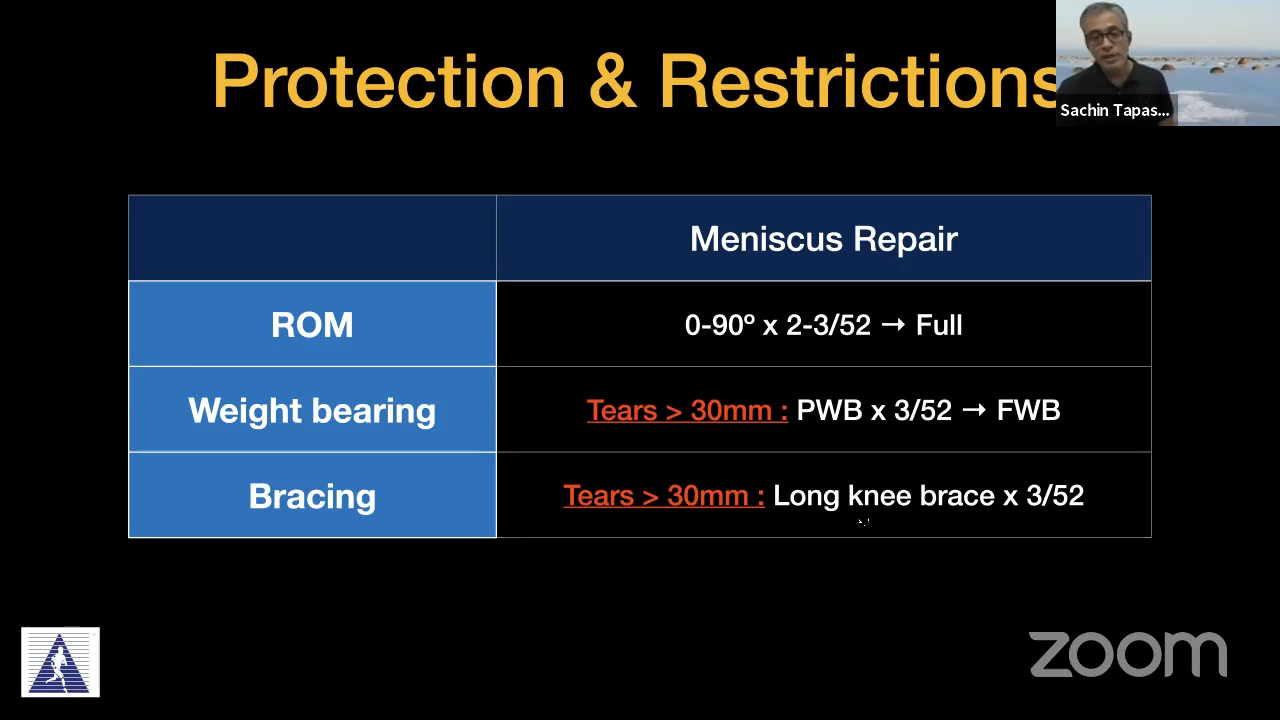 Protection & Restrictions
Sachin Tapas...
Meniscus Repair
ROM
0-90º x 2-3/52 → Full
Weight bearing
Tears > 30mm : PWB x 3/52 → FWB
Bracing
Tears > 30mm : Long knee brace x 3/52
zoom